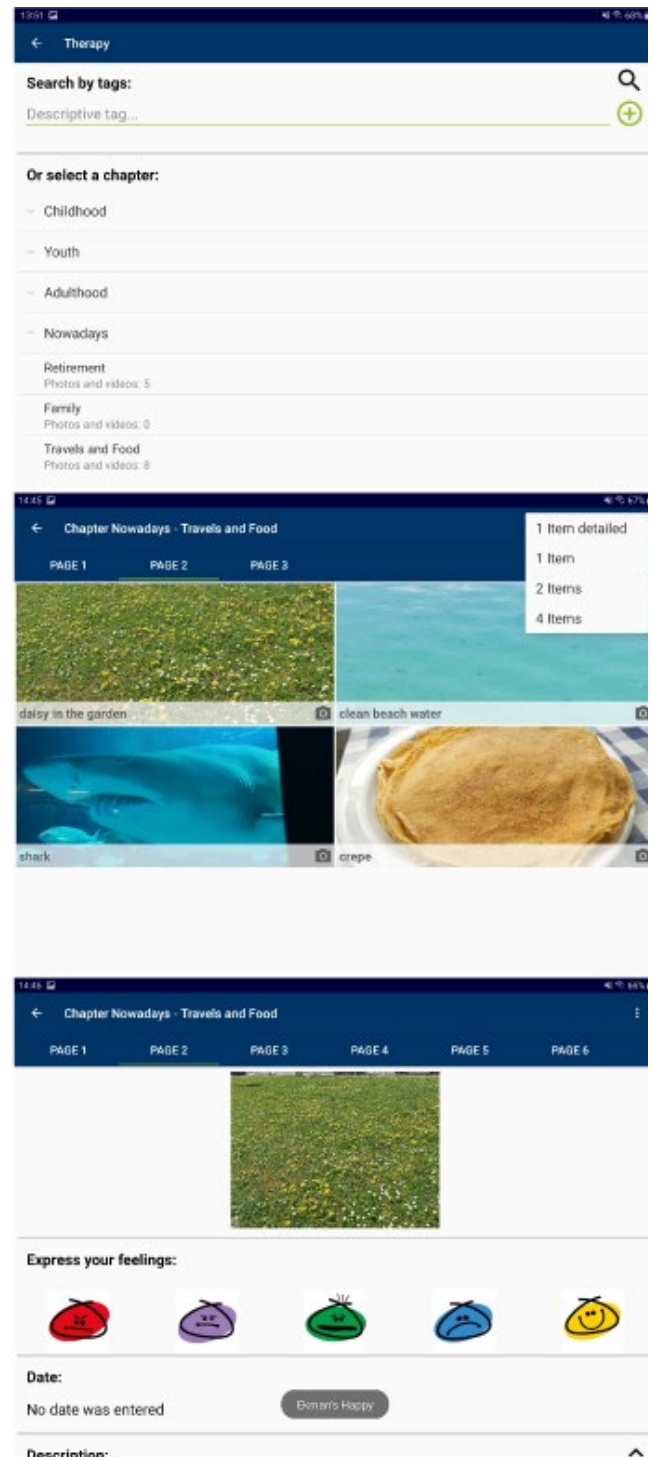 13:51 68%
Therapy
Search by tags:
Descriptive tag...
Or select a chapter:
Childhood
Youth
Adulthood
Nowadays
Retirement
Photos and videos: 5
Family
Photos and videos: 0
Travels and Food
Photos and videos: 8
14:45 67%
Chapter Nowadays - Travels and Food
1 Item detailed
1 Item
2 Items
4 Items
PAGE 1 PAGE 2 PAGE 3
daisy in the garden
clean beach water
shark
crepe
14:46 66%
Chapter Nowadays - Travels and Food
PAGE 1 PAGE 2 PAGE 3 PAGE 4 PAGE 5 PAGE 6
Express your feelings:
Date:
No date was entered
Ekman's Happy
Description: